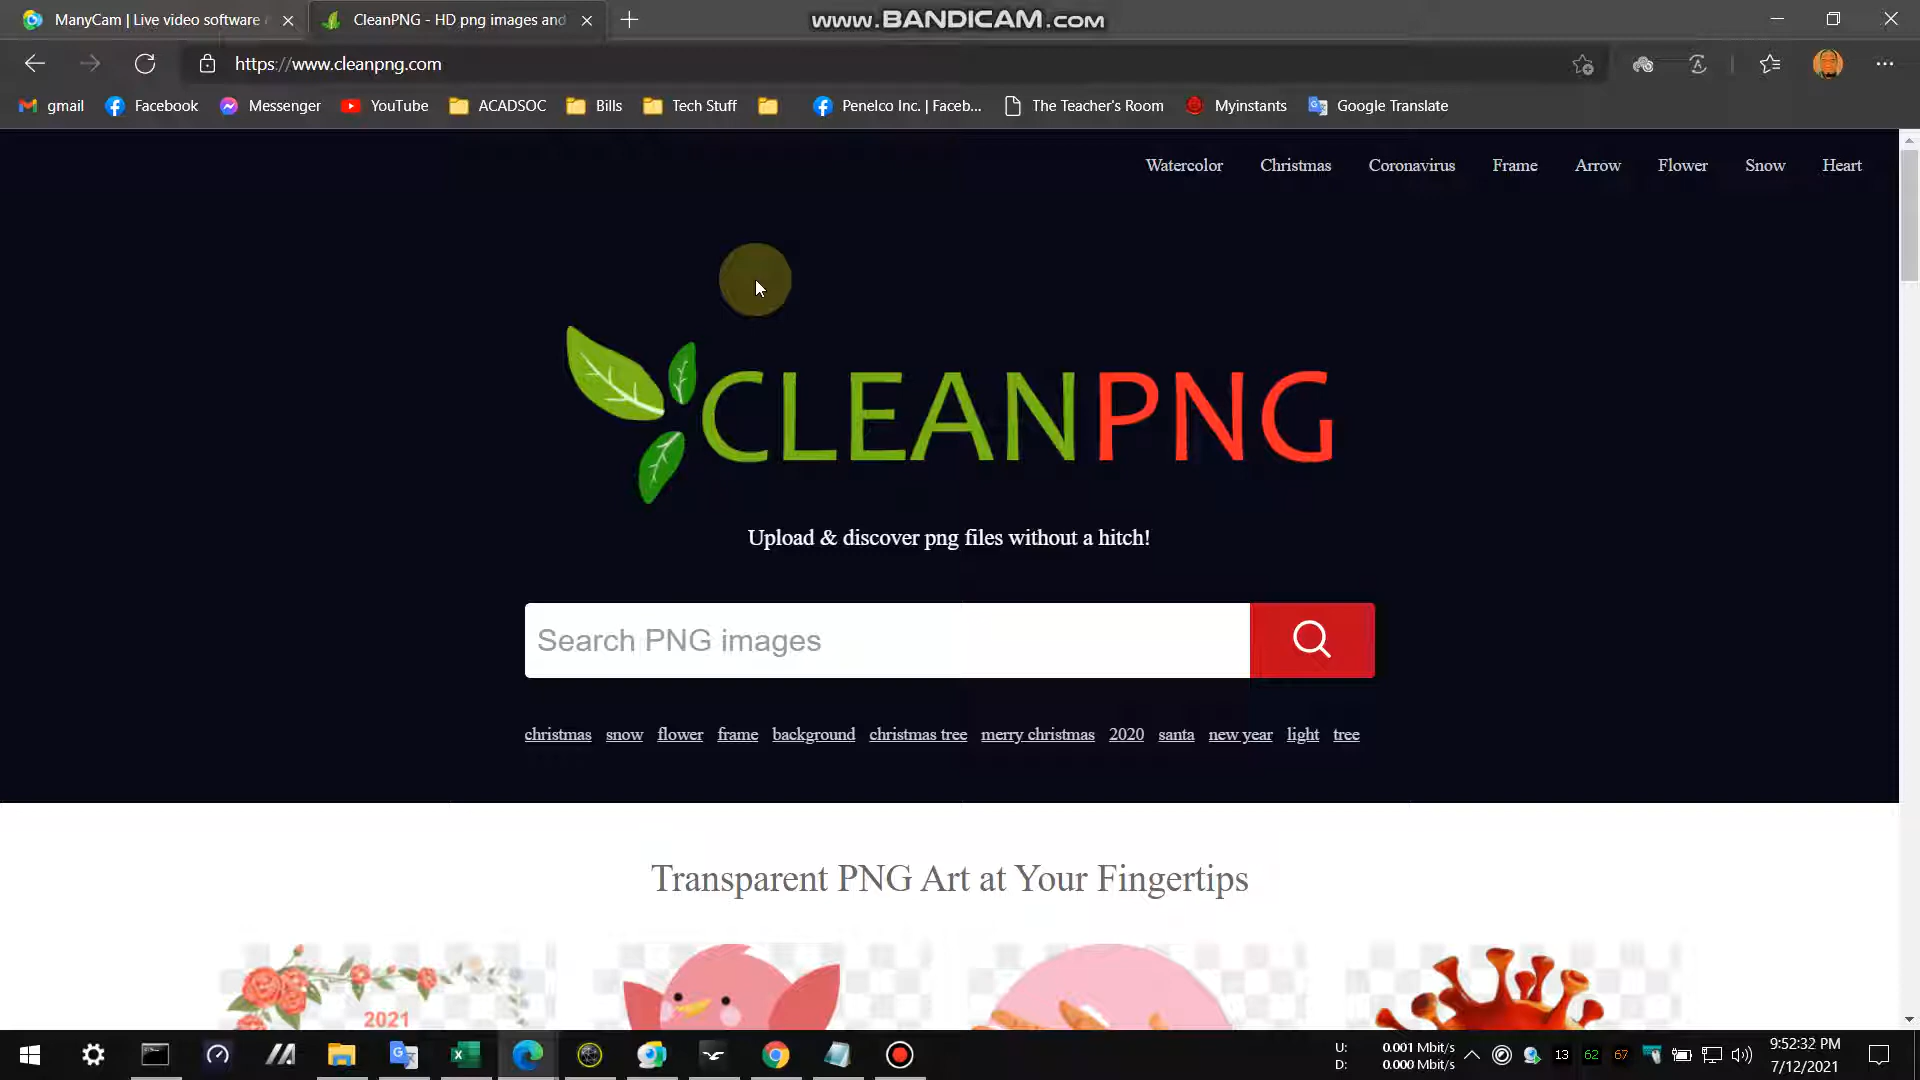 ManyCam | Live video software
CleanPNG - HD png images and
www.BANDICAM.com
https://www.cleanpng.com
gmail Facebook Messenger YouTube ACADSOC Bills Tech Stuff Penelco Inc. | Faceb... The Teacher's Room Myinstants Google Translate
Watercolor Christmas Coronavirus Frame Arrow Flower Snow Heart
CLEANPNG
Upload & discover png files without a hitch!
Search PNG images
christmas snow flower frame background christmas tree merry christmas 2020 santa new year light tree
Transparent PNG Art at Your Fingertips
2021
U: 0.001 Mbit/s
D: 0.000 Mbit/s
13 62 67
9:52:32 PM
7/12/2021